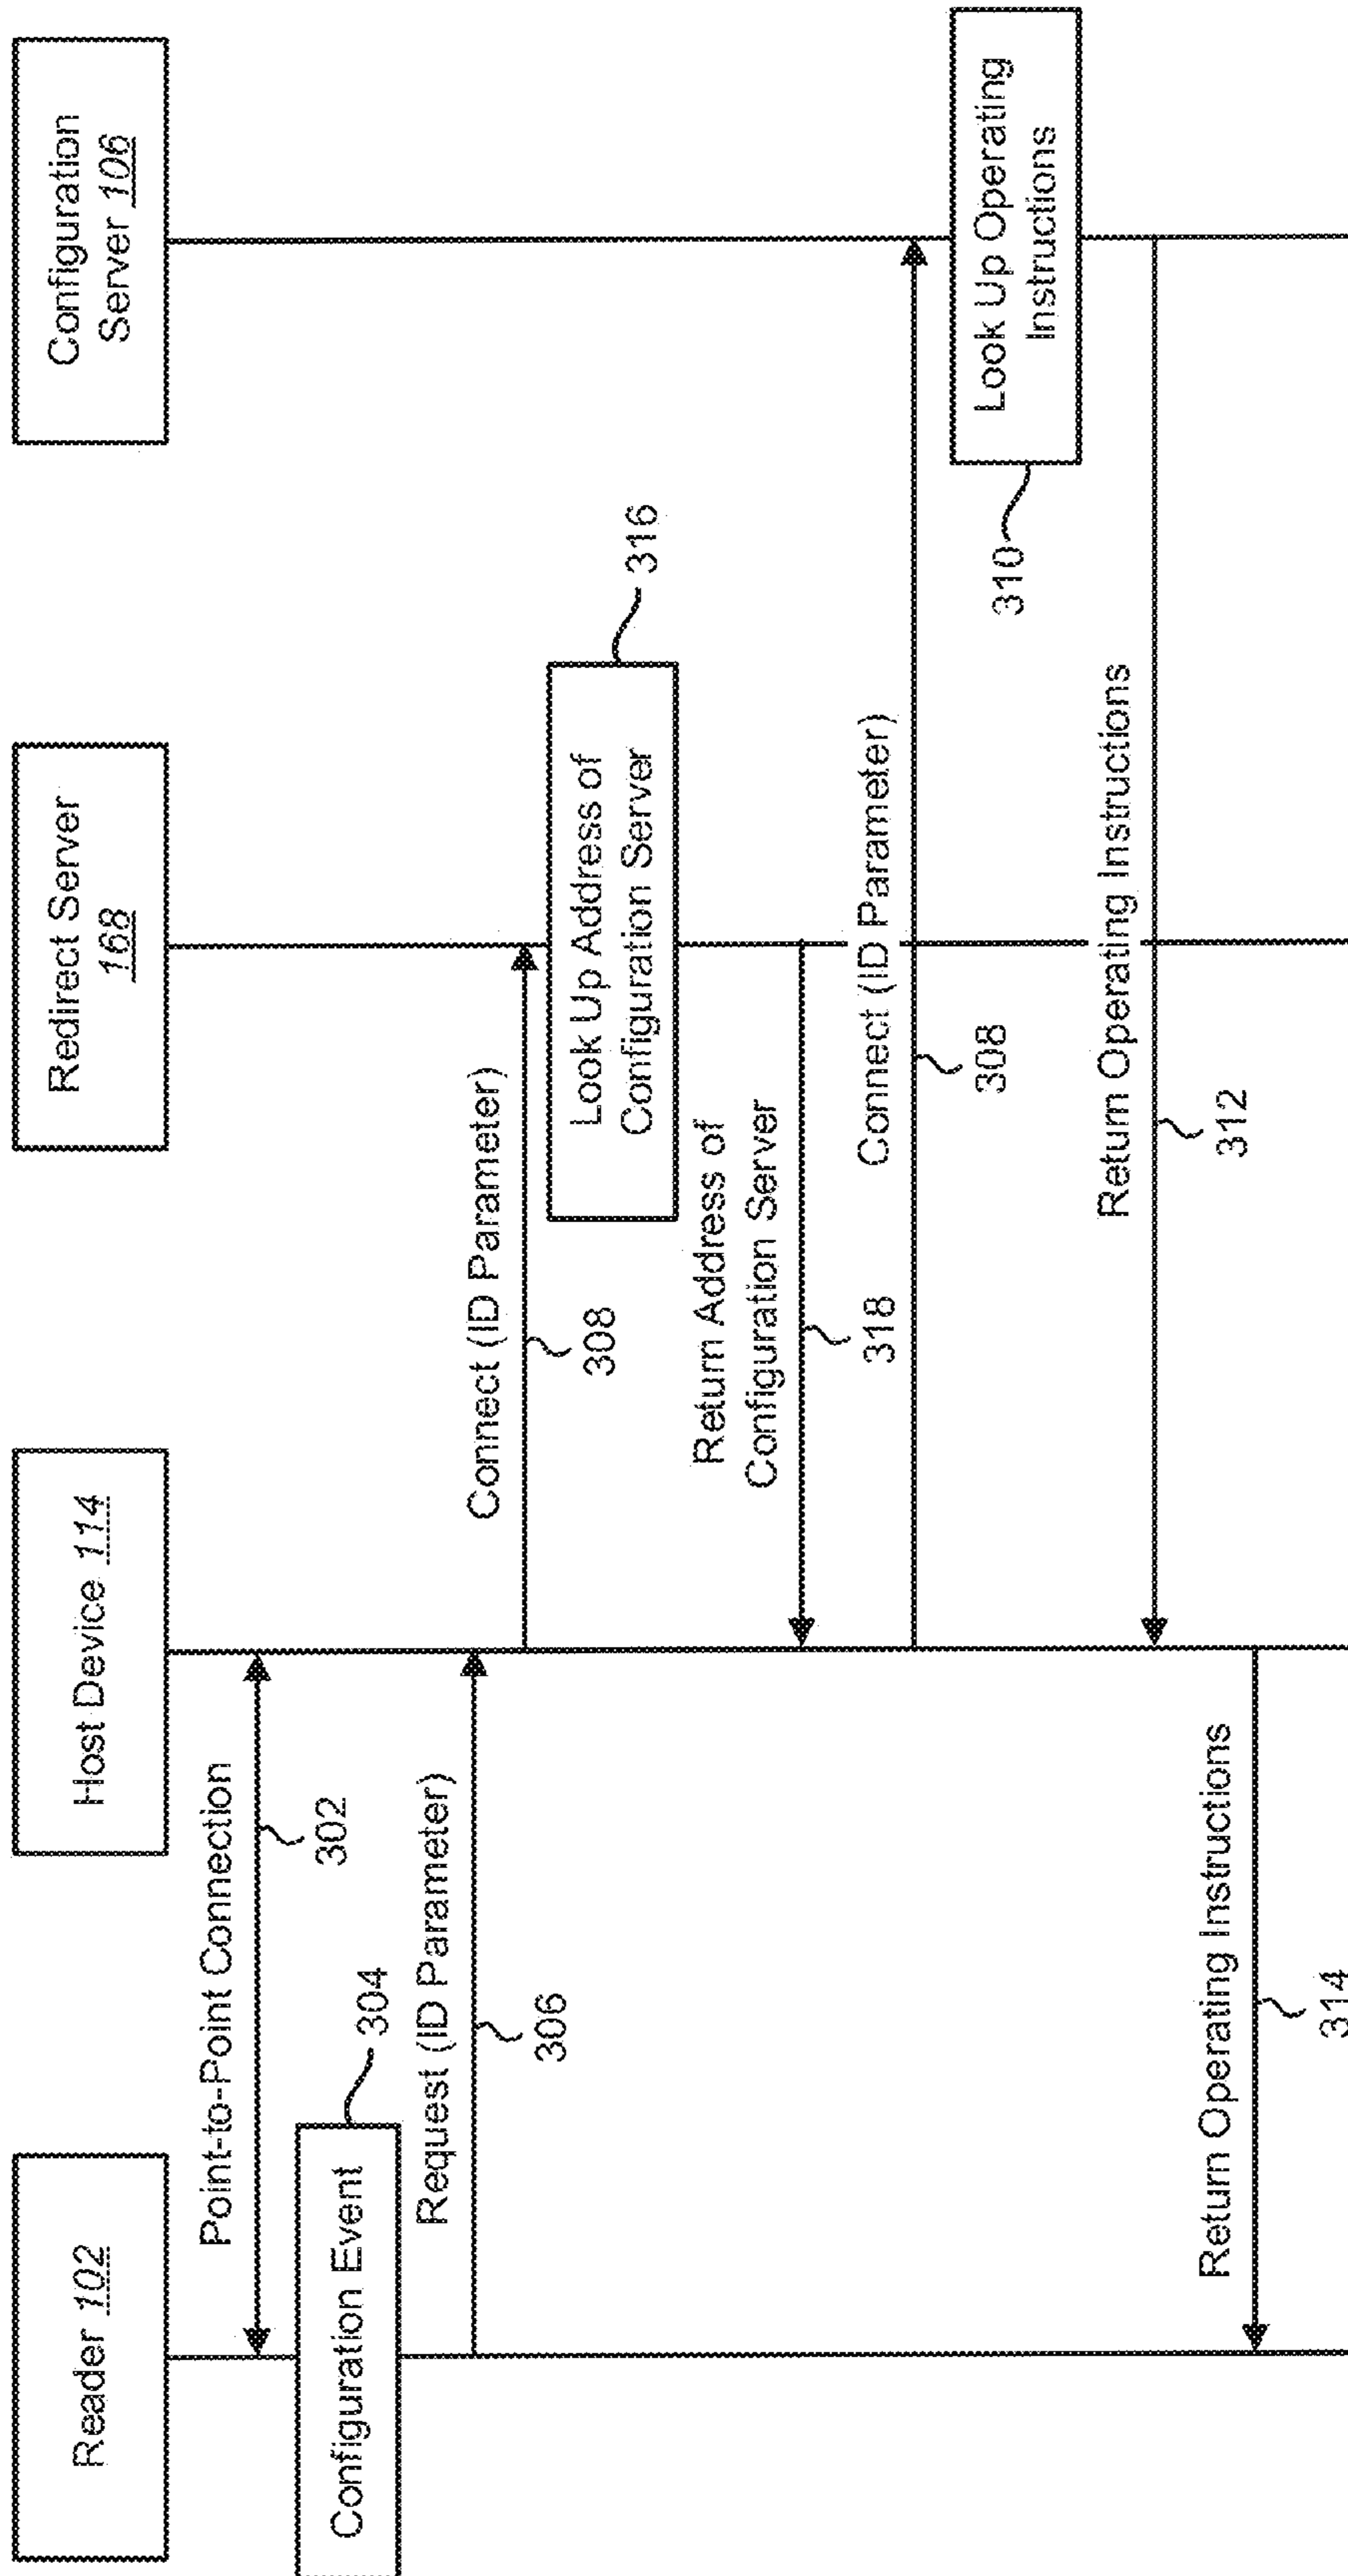 Reader 102
Host Device 114
Redirect Server
168
Configuration
Server 106
Point-to-Point Connection
302
Configuration Event
304
Request (ID Parameter)
306
Connect (ID Parameter)
308
Look Up Address of
Configuration Server
316
Return Address of
Configuration Server
318
Connect (ID Parameter)
308
Look Up Operating
Instructions
310
Return Operating Instructions
312
Return Operating Instructions
314